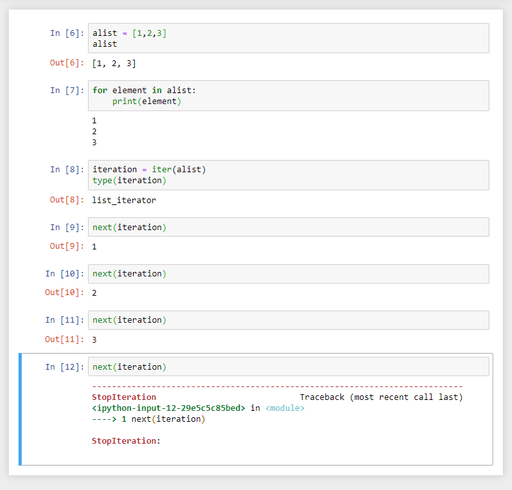 In [6]: alist = [1,2,3]
alist
Out[6]: [1, 2, 3]
In [7]: for element in alist:
    print(element)
1
2
3
In [8]: iteration = iter(alist)
type(iteration)
Out[8]: list_iterator
In [9]: next(iteration)
Out[9]: 1
In [10]: next(iteration)
Out[10]: 2
In [11]: next(iteration)
Out[11]: 3
In [12]: next(iteration)
---------------------------------------------------------------------------
StopIteration                             Traceback (most recent call last)
<ipython-input-12-29e5c5c85bed> in <module>
----> 1 next(iteration)
StopIteration: